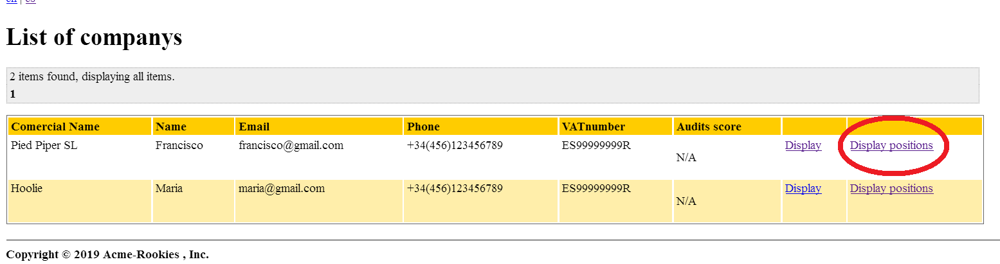 en | es
List of companys
2 items found, displaying all items.
1
Comercial Name Name Email Phone VATnumber Audits score
Pied Piper SL Francisco francisco@gmail.com +34(456)123456789 ES99999999R N/A Display Display positions
Hoolie Maria maria@gmail.com +34(456)123456789 ES99999999R N/A Display Display positions
Copyright © 2019 Acme-Rookies , Inc.